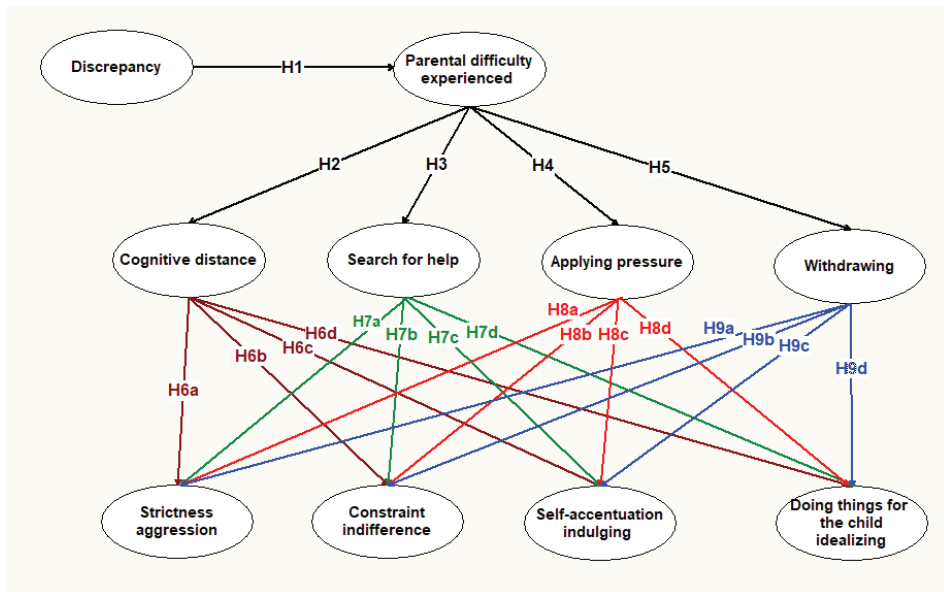 Discrepancy
H1
Parental difficulty
experienced
H2
H3
H4
H5
Cognitive distance
Search for help
Applying pressure
Withdrawing
H6a
H6b
H6c
H6d
H7a
H7b
H7c
H7d
H8a
H8b
H8c
H8d
H9a
H9b
H9c
H9d
Strictness
aggression
Constraint
indifference
Self-accentuation
indulging
Doing things for
the child
idealizing